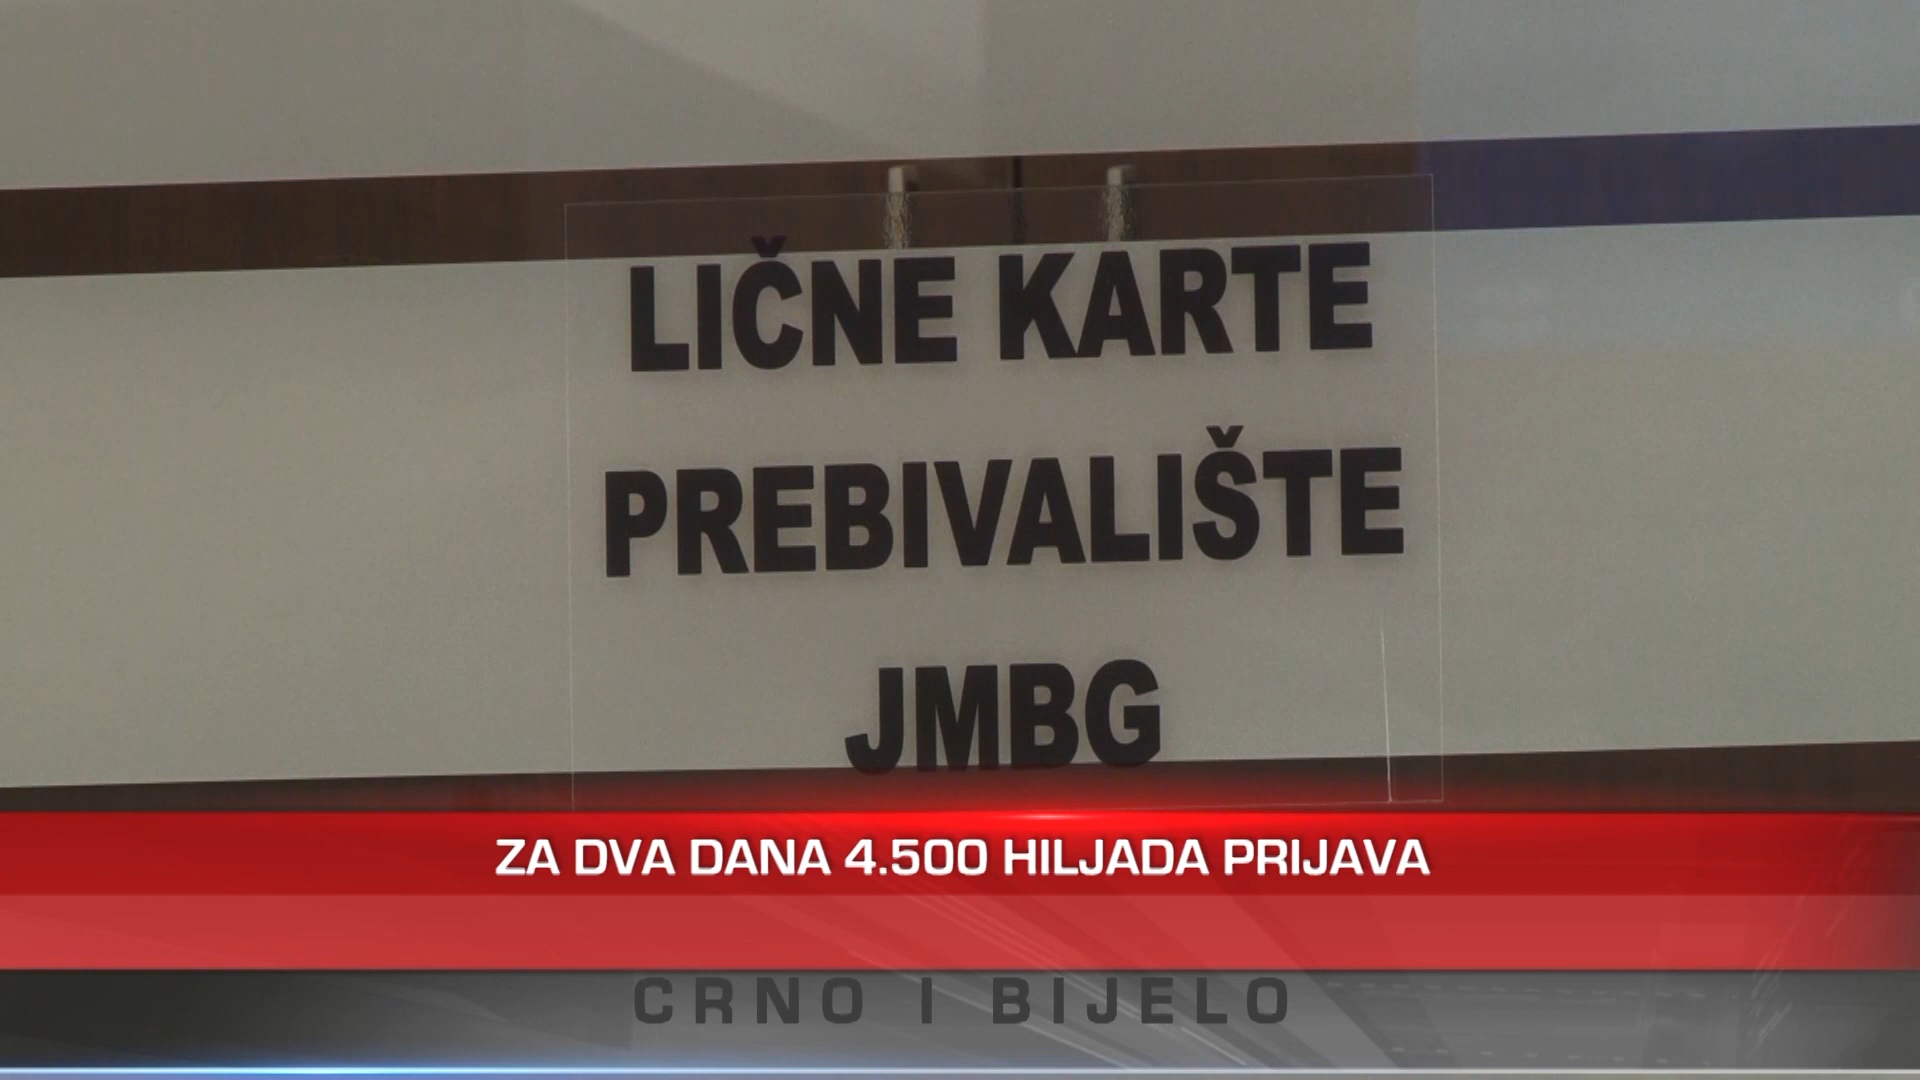 LIČNE KARTE
PREBIVALIŠTE
JMBG
ZA DVA DANA 4.500 HILJADA PRIJAVA
CRNO I BIJELO